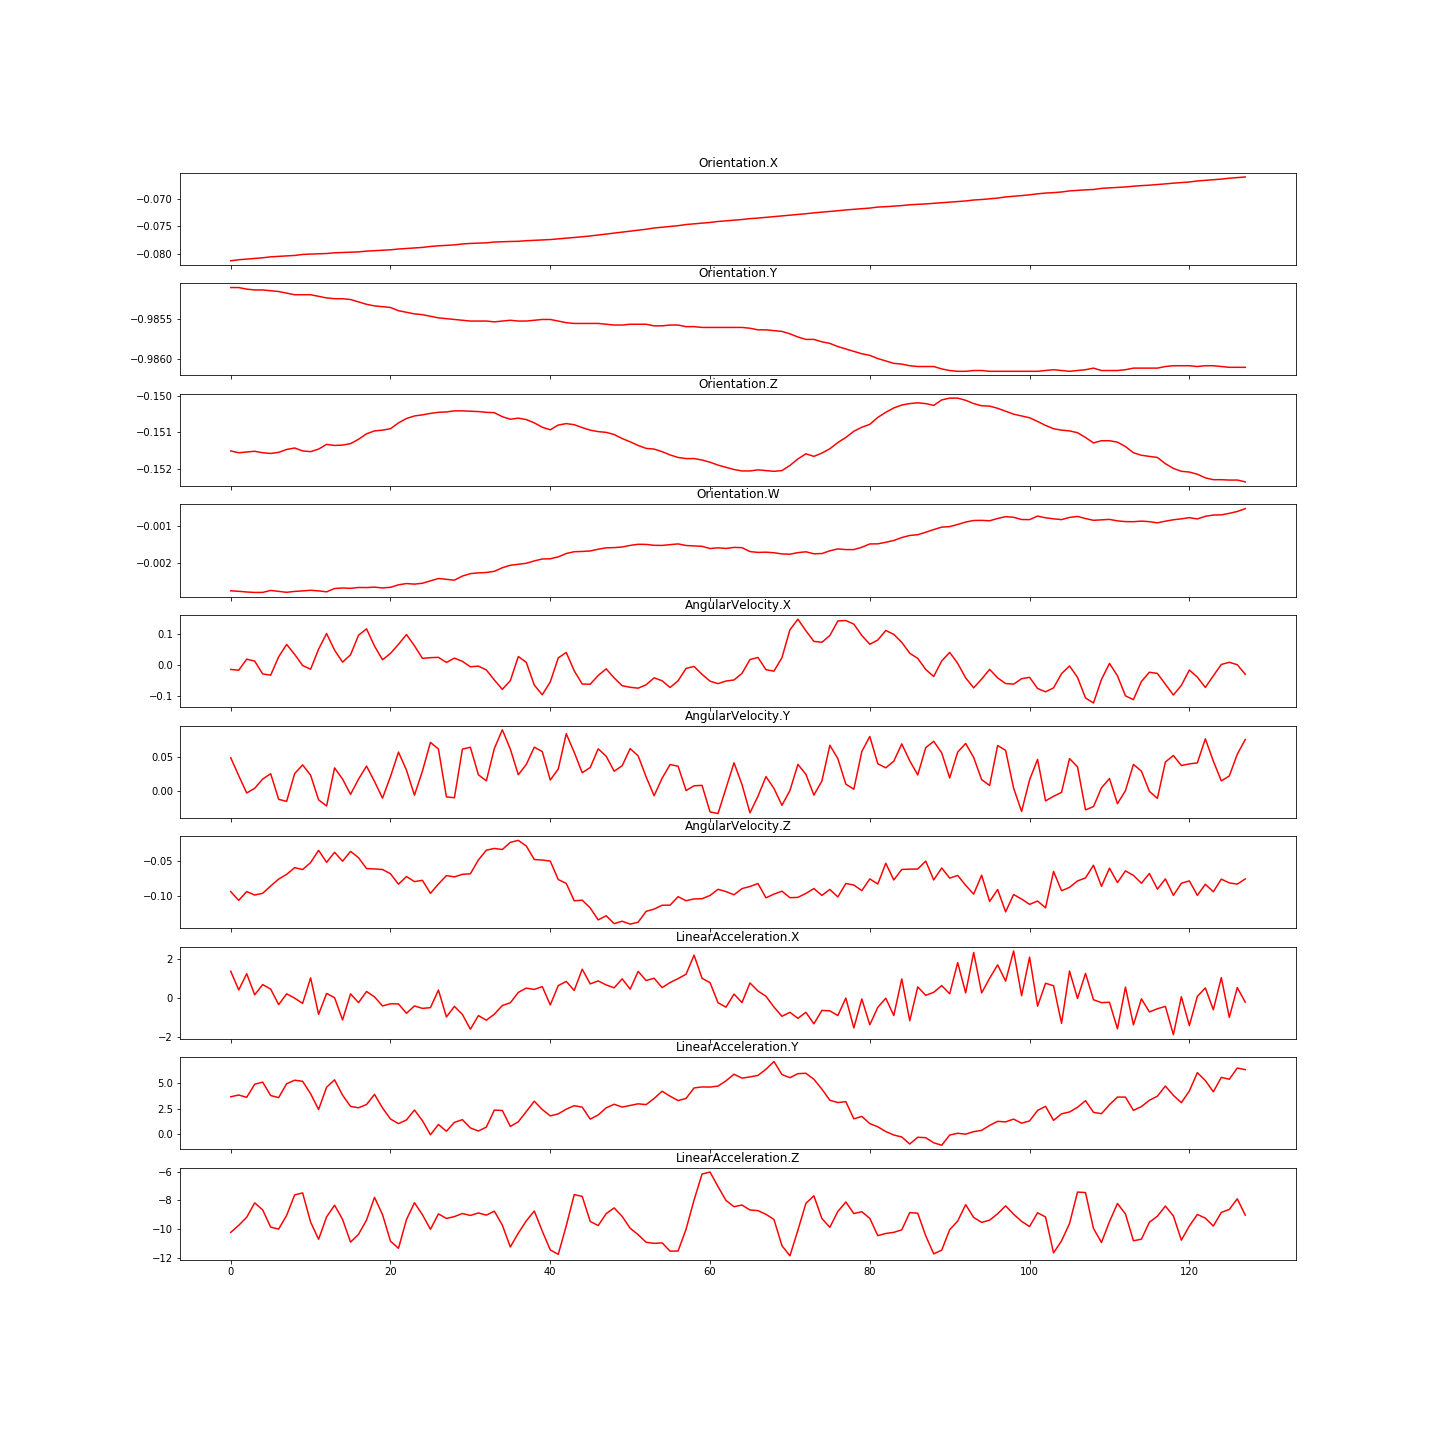 Orientation.X
−0.070
−0.075
−0.080
Orientation.Y
−0.9855
−0.9860
Orientation.Z
−0.150
−0.151
−0.152
Orientation.W
−0.001
−0.002
AngularVelocity.X
0.1
0.0
−0.1
AngularVelocity.Y
0.05
0.00
AngularVelocity.Z
−0.05
−0.10
LinearAcceleration.X
2
0
−2
LinearAcceleration.Y
5.0
2.5
0.0
LinearAcceleration.Z
−6
−8
−10
−12
0 20 40 60 80 100 120